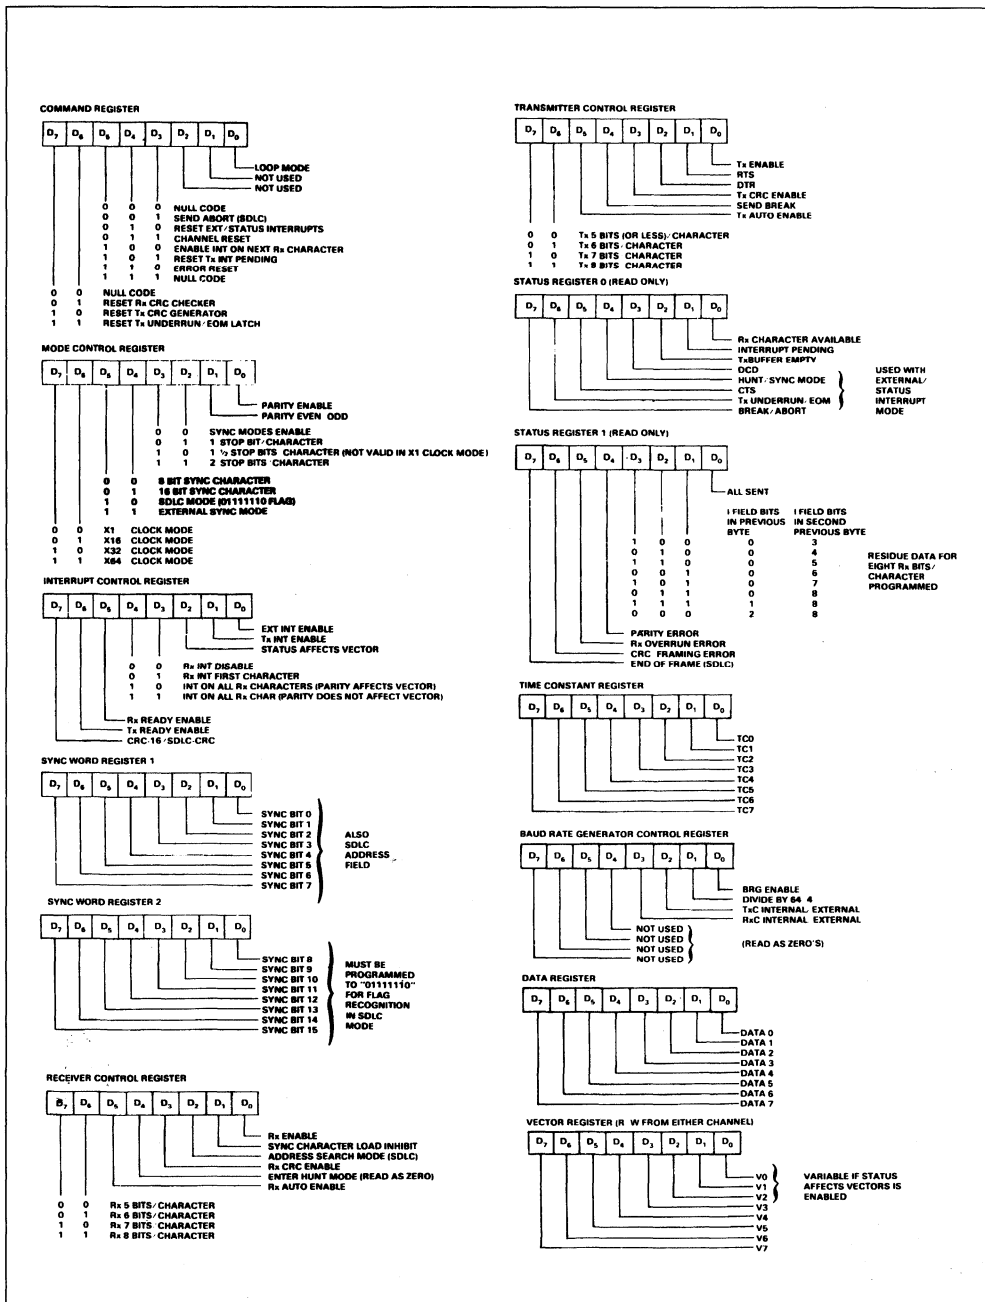 COMMAND REGISTER
D7 D6 D5 D4 D3 D2 D1 D0
LOOP MODE
NOT USED
NOT USED
0 0 0 NULL CODE
0 0 1 SEND ABORT (SDLC)
0 1 0 RESET EXT/STATUS INTERRUPTS
0 1 1 CHANNEL RESET
1 0 0 ENABLE INT ON NEXT Rx CHARACTER
1 0 1 RESET Tx INT PENDING
1 1 0 ERROR RESET
1 1 1 NULL CODE
0 0 NULL CODE
0 1 RESET Rx CRC CHECKER
1 0 RESET Tx CRC GENERATOR
1 1 RESET Tx UNDERRUN/EOM LATCH
MODE CONTROL REGISTER
D7 D6 D5 D4 D3 D2 D1 D0
PARITY ENABLE
PARITY EVEN ODD
0 0 SYNC MODES ENABLE
0 1 1 STOP BIT/CHARACTER
1 0 1 ½ STOP BITS CHARACTER (NOT VALID IN X1 CLOCK MODE)
1 1 2 STOP BITS CHARACTER
0 0 8 BIT SYNC CHARACTER
0 1 16 BIT SYNC CHARACTER
1 0 SDLC MODE (01111110 FLAG)
1 1 EXTERNAL SYNC MODE
0 0 X1 CLOCK MODE
0 1 X16 CLOCK MODE
1 0 X32 CLOCK MODE
1 1 X64 CLOCK MODE
INTERRUPT CONTROL REGISTER
D7 D6 D5 D4 D3 D2 D1 D0
EXT INT ENABLE
Tx INT ENABLE
STATUS AFFECTS VECTOR
0 0 Rx INT DISABLE
0 1 Rx INT FIRST CHARACTER
1 0 INT ON ALL Rx CHARACTERS (PARITY AFFECTS VECTOR)
1 1 INT ON ALL Rx CHAR (PARITY DOES NOT AFFECT VECTOR)
Rx READY ENABLE
Tx READY ENABLE
CRC-16/SDLC-CRC
SYNC WORD REGISTER 1
D7 D6 D5 D4 D3 D2 D1 D0
SYNC BIT 0
SYNC BIT 1
SYNC BIT 2
SYNC BIT 3
SYNC BIT 4
SYNC BIT 5
SYNC BIT 6
SYNC BIT 7
ALSO
SDLC
ADDRESS
FIELD
SYNC WORD REGISTER 2
D7 D6 D5 D4 D3 D2 D1 D0
SYNC BIT 8
SYNC BIT 9
SYNC BIT 10
SYNC BIT 11
SYNC BIT 12
SYNC BIT 13
SYNC BIT 14
SYNC BIT 15
MUST BE
PROGRAMMED
TO "01111110"
FOR FLAG
RECOGNITION
IN SDLC
MODE
RECEIVER CONTROL REGISTER
D7 D6 D5 D4 D3 D2 D1 D0
Rx ENABLE
SYNC CHARACTER LOAD INHIBIT
ADDRESS SEARCH MODE (SDLC)
Rx CRC ENABLE
ENTER HUNT MODE (READ AS ZERO)
Rx AUTO ENABLE
0 0 Rx 5 BITS/CHARACTER
0 1 Rx 6 BITS/CHARACTER
1 0 Rx 7 BITS/CHARACTER
1 1 Rx 8 BITS/CHARACTER
TRANSMITTER CONTROL REGISTER
D7 D6 D5 D4 D3 D2 D1 D0
Tx ENABLE
RTS
DTR
Tx CRC ENABLE
SEND BREAK
Tx AUTO ENABLE
0 0 Tx 5 BITS (OR LESS)/CHARACTER
0 1 Tx 6 BITS/CHARACTER
1 0 Tx 7 BITS CHARACTER
1 1 Tx 8 BITS CHARACTER
STATUS REGISTER 0 (READ ONLY)
D7 D6 D5 D4 D3 D2 D1 D0
Rx CHARACTER AVAILABLE
INTERRUPT PENDING
TxBUFFER EMPTY
DCD
HUNT/SYNC MODE
CTS
Tx UNDERRUN/EOM
BREAK/ABORT
USED WITH
EXTERNAL/
STATUS
INTERRUPT
MODE
STATUS REGISTER 1 (READ ONLY)
D7 D6 D5 D4 D3 D2 D1 D0
ALL SENT
I FIELD BITS I FIELD BITS
IN PREVIOUS IN SECOND
BYTE PREVIOUS BYTE
1 0 0 0 3
0 1 0 0 4
1 1 0 0 5
0 0 1 0 6
1 0 1 0 7
0 1 1 0 8
1 1 1 1 8
0 0 0 2 8
RESIDUE DATA FOR
EIGHT Rx BITS/
CHARACTER
PROGRAMMED
PARITY ERROR
Rx OVERRUN ERROR
CRC FRAMING ERROR
END OF FRAME (SDLC)
TIME CONSTANT REGISTER
D7 D6 D5 D4 D3 D2 D1 D0
TC0
TC1
TC2
TC3
TC4
TC5
TC6
TC7
BAUD RATE GENERATOR CONTROL REGISTER
D7 D6 D5 D4 D3 D2 D1 D0
BRG ENABLE
DIVIDE BY 64 4
TxC INTERNAL EXTERNAL
RxC INTERNAL EXTERNAL
NOT USED
NOT USED
NOT USED
NOT USED
(READ AS ZERO'S)
DATA REGISTER
D7 D6 D5 D4 D3 D2 D1 D0
DATA 0
DATA 1
DATA 2
DATA 3
DATA 4
DATA 5
DATA 6
DATA 7
VECTOR REGISTER (R W FROM EITHER CHANNEL)
D7 D6 D5 D4 D3 D2 D1 D0
V0
V1
V2
V3
V4
V5
V6
V7
VARIABLE IF STATUS
AFFECTS VECTORS IS
ENABLED